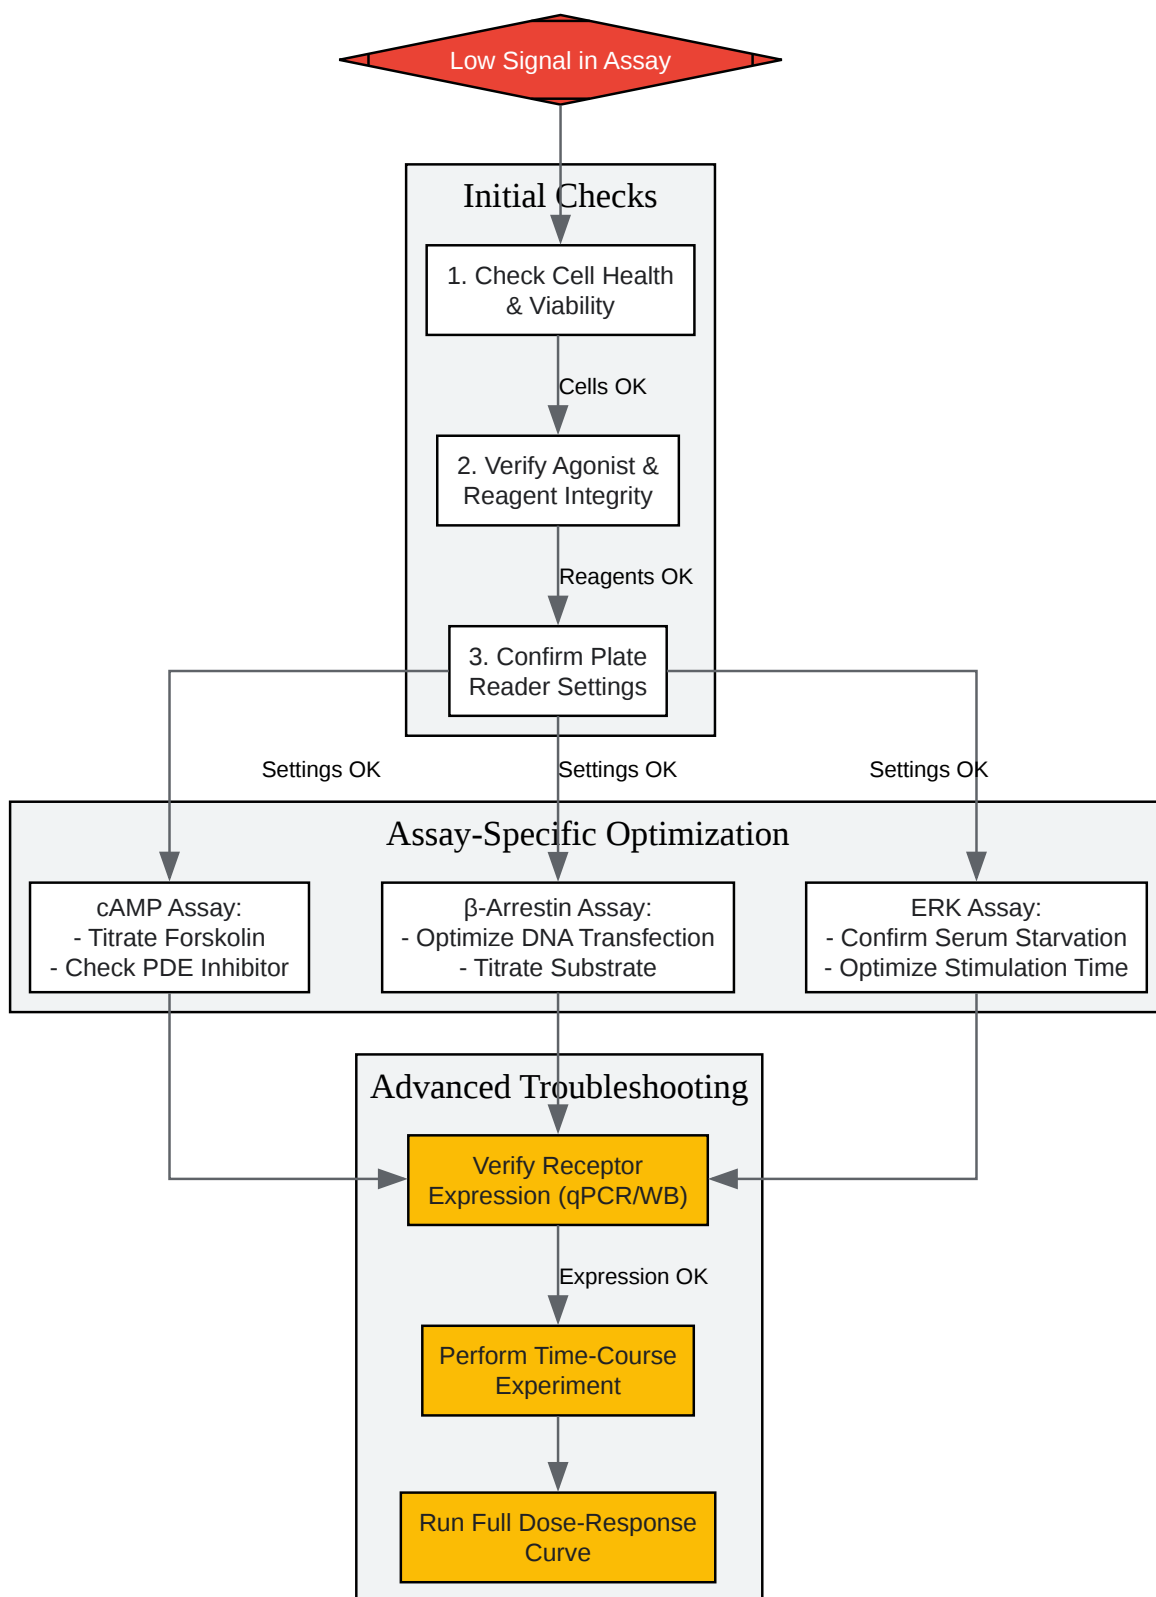 Low Signal in Assay
Initial Checks
1. Check Cell Health
& Viability
Cells OK
2. Verify Agonist &
Reagent Integrity
Reagents OK
3. Confirm Plate
Reader Settings
Settings OK
Settings OK
Settings OK
Assay-Specific Optimization
cAMP Assay:
- Titrate Forskolin
- Check PDE Inhibitor
β-Arrestin Assay:
- Optimize DNA Transfection
- Titrate Substrate
ERK Assay:
- Confirm Serum Starvation
- Optimize Stimulation Time
Advanced Troubleshooting
Verify Receptor
Expression (qPCR/WB)
Expression OK
Perform Time-Course
Experiment
Run Full Dose-Response
Curve